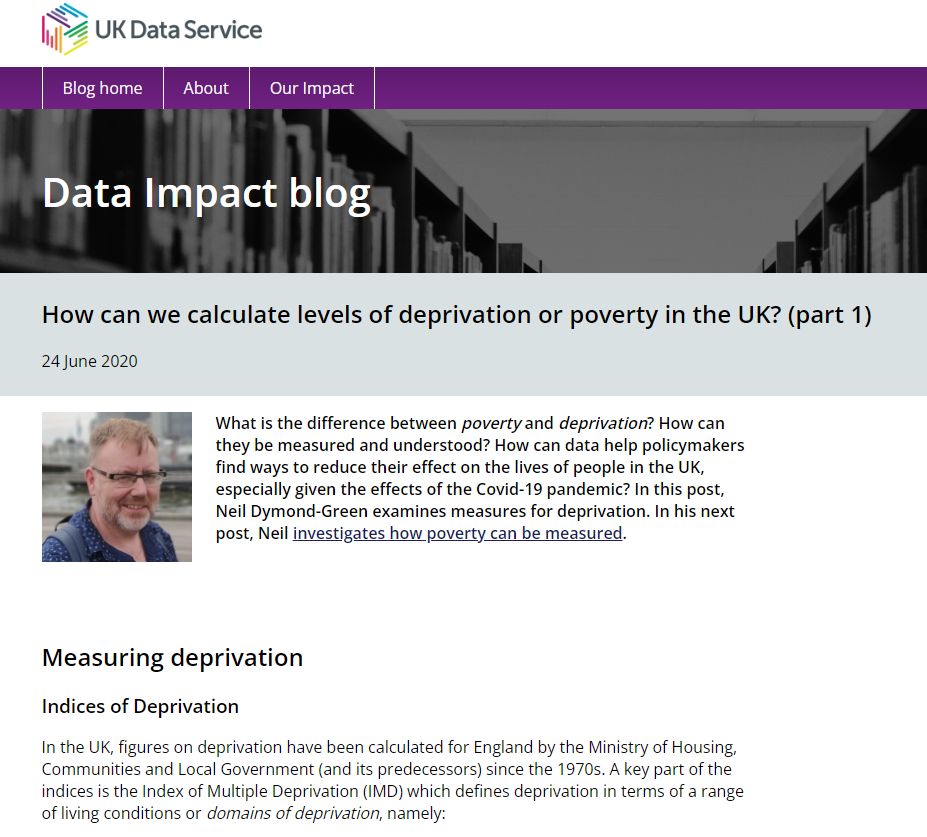 UK Data Service
Blog home
About
Our Impact
Data Impact blog
How can we calculate levels of deprivation or poverty in the UK? (part 1)
24 June 2020
What is the difference between poverty and deprivation? How can
they be measured and understood? How can data help policymakers
find ways to reduce their effect on the lives of people in the UK,
especially given the effects of the Covid-19 pandemic? In this post,
Neil Dymond-Green examines measures for deprivation. In his next
post, Neil investigates how poverty can be measured.
Measuring deprivation
Indices of Deprivation
In the UK, figures on deprivation have been calculated for England by the Ministry of Housing,
Communities and Local Government (and its predecessors) since the 1970s. A key part of the
indices is the Index of Multiple Deprivation (IMD) which defines deprivation in terms of a range
of living conditions or domains of deprivation, namely: